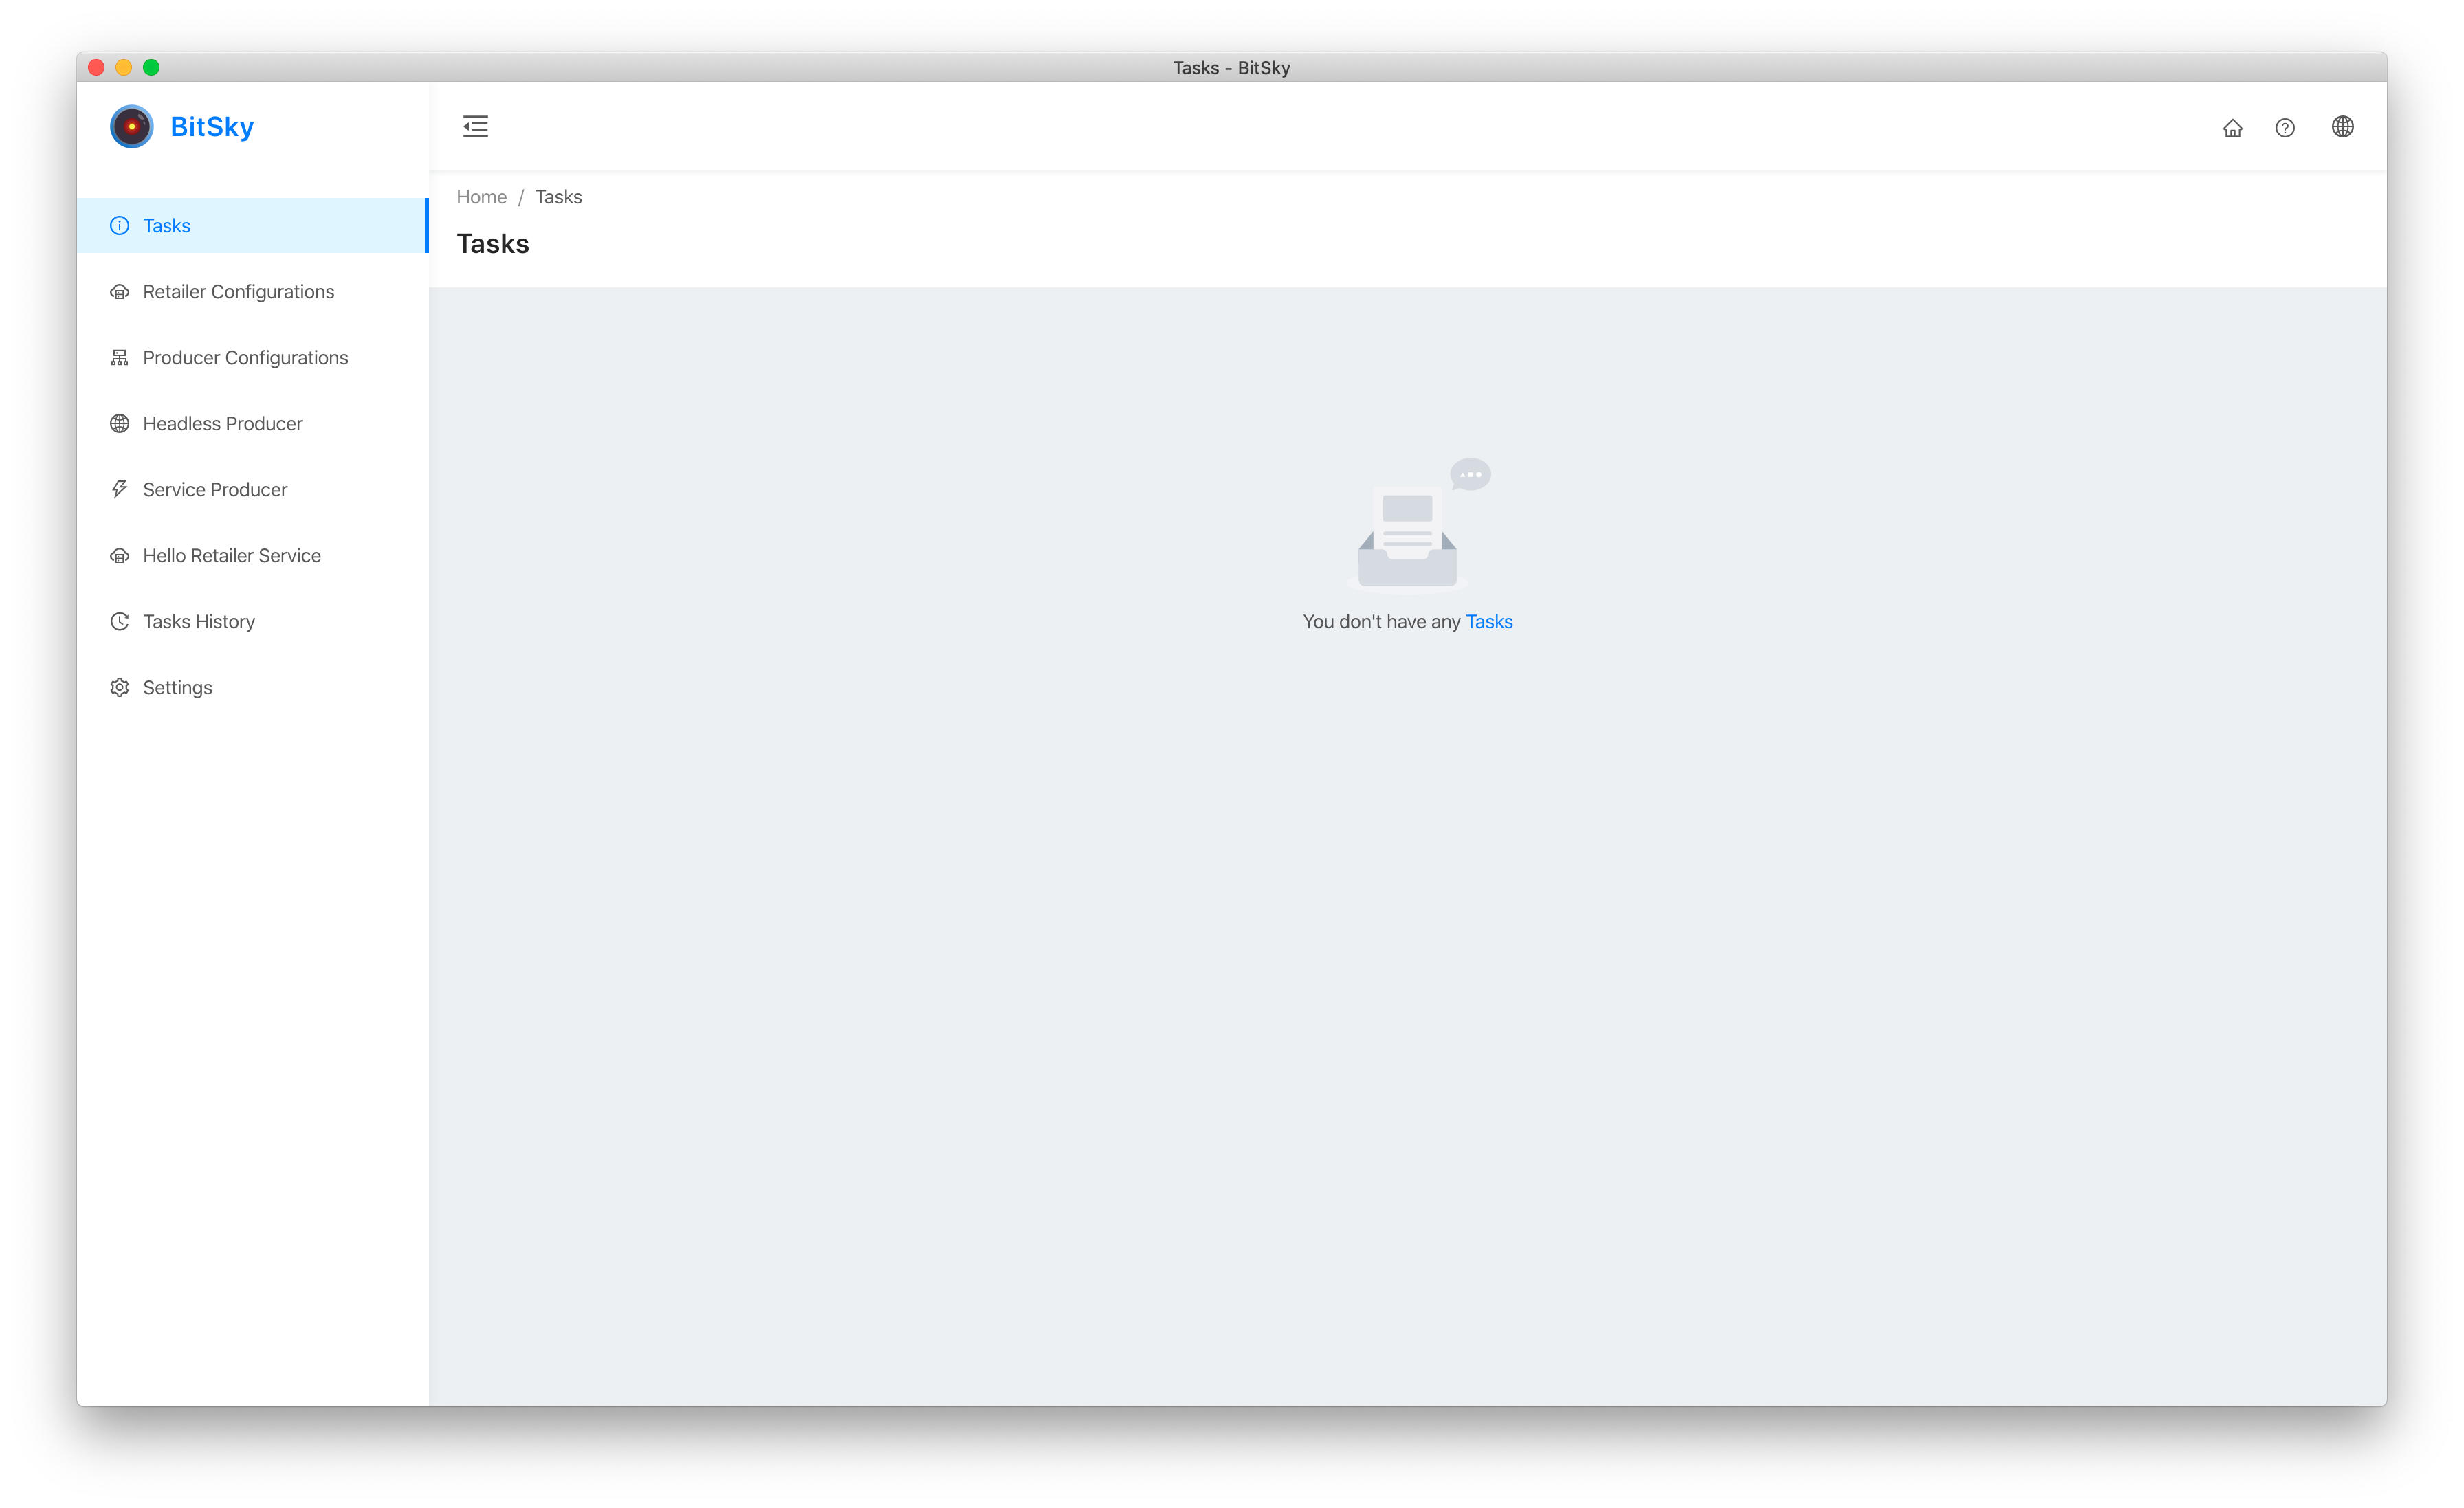 Tasks - BitSky
BitSky
Home / Tasks
Tasks
Tasks
Retailer Configurations
Producer Configurations
Headless Producer
Service Producer
Hello Retailer Service
Tasks History
Settings
You don't have any Tasks